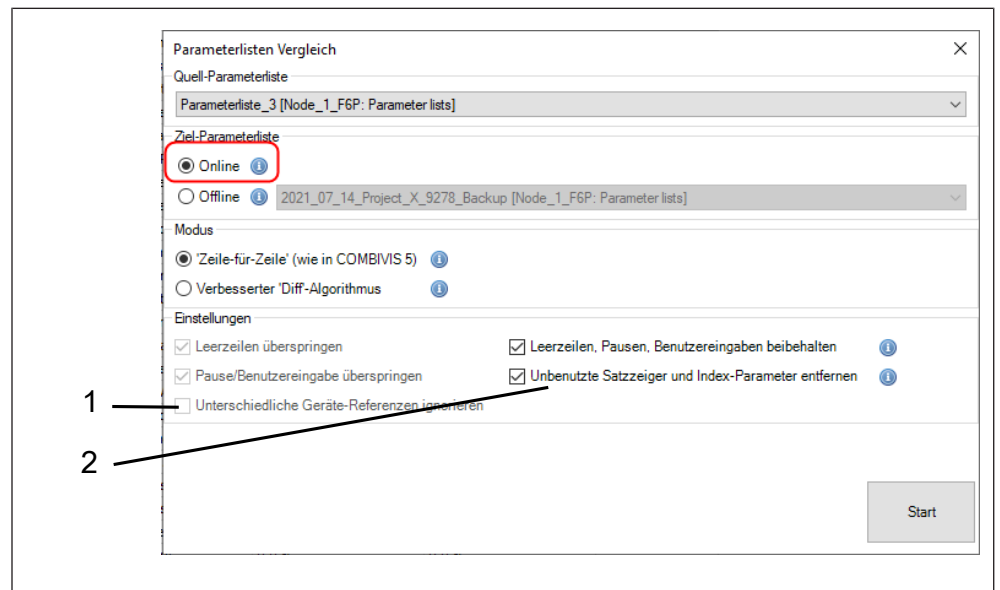 Parameterlisten Vergleich
Quell-Parameterliste
Parameterliste_3 [Node_1_F6P: Parameter lists]
Ziel-Parameterliste
Online
Offline 2021_07_14_Project_X_9278_Backup [Node_1_F6P: Parameter lists]
Modus
'Zeile-für-Zeile' (wie in COMBIVIS 5)
Verbesserter 'Diff'-Algorithmus
Einstellungen
Leerzeilen überspringen Leerzeilen, Pausen, Benutzereingaben beibehalten
Pause/Benutzereingabe überspringen Unbenutzte Satzzeiger und Index-Parameter entfernen
1 Unterschiedliche Geräte-Referenzen ignorieren
2
Start